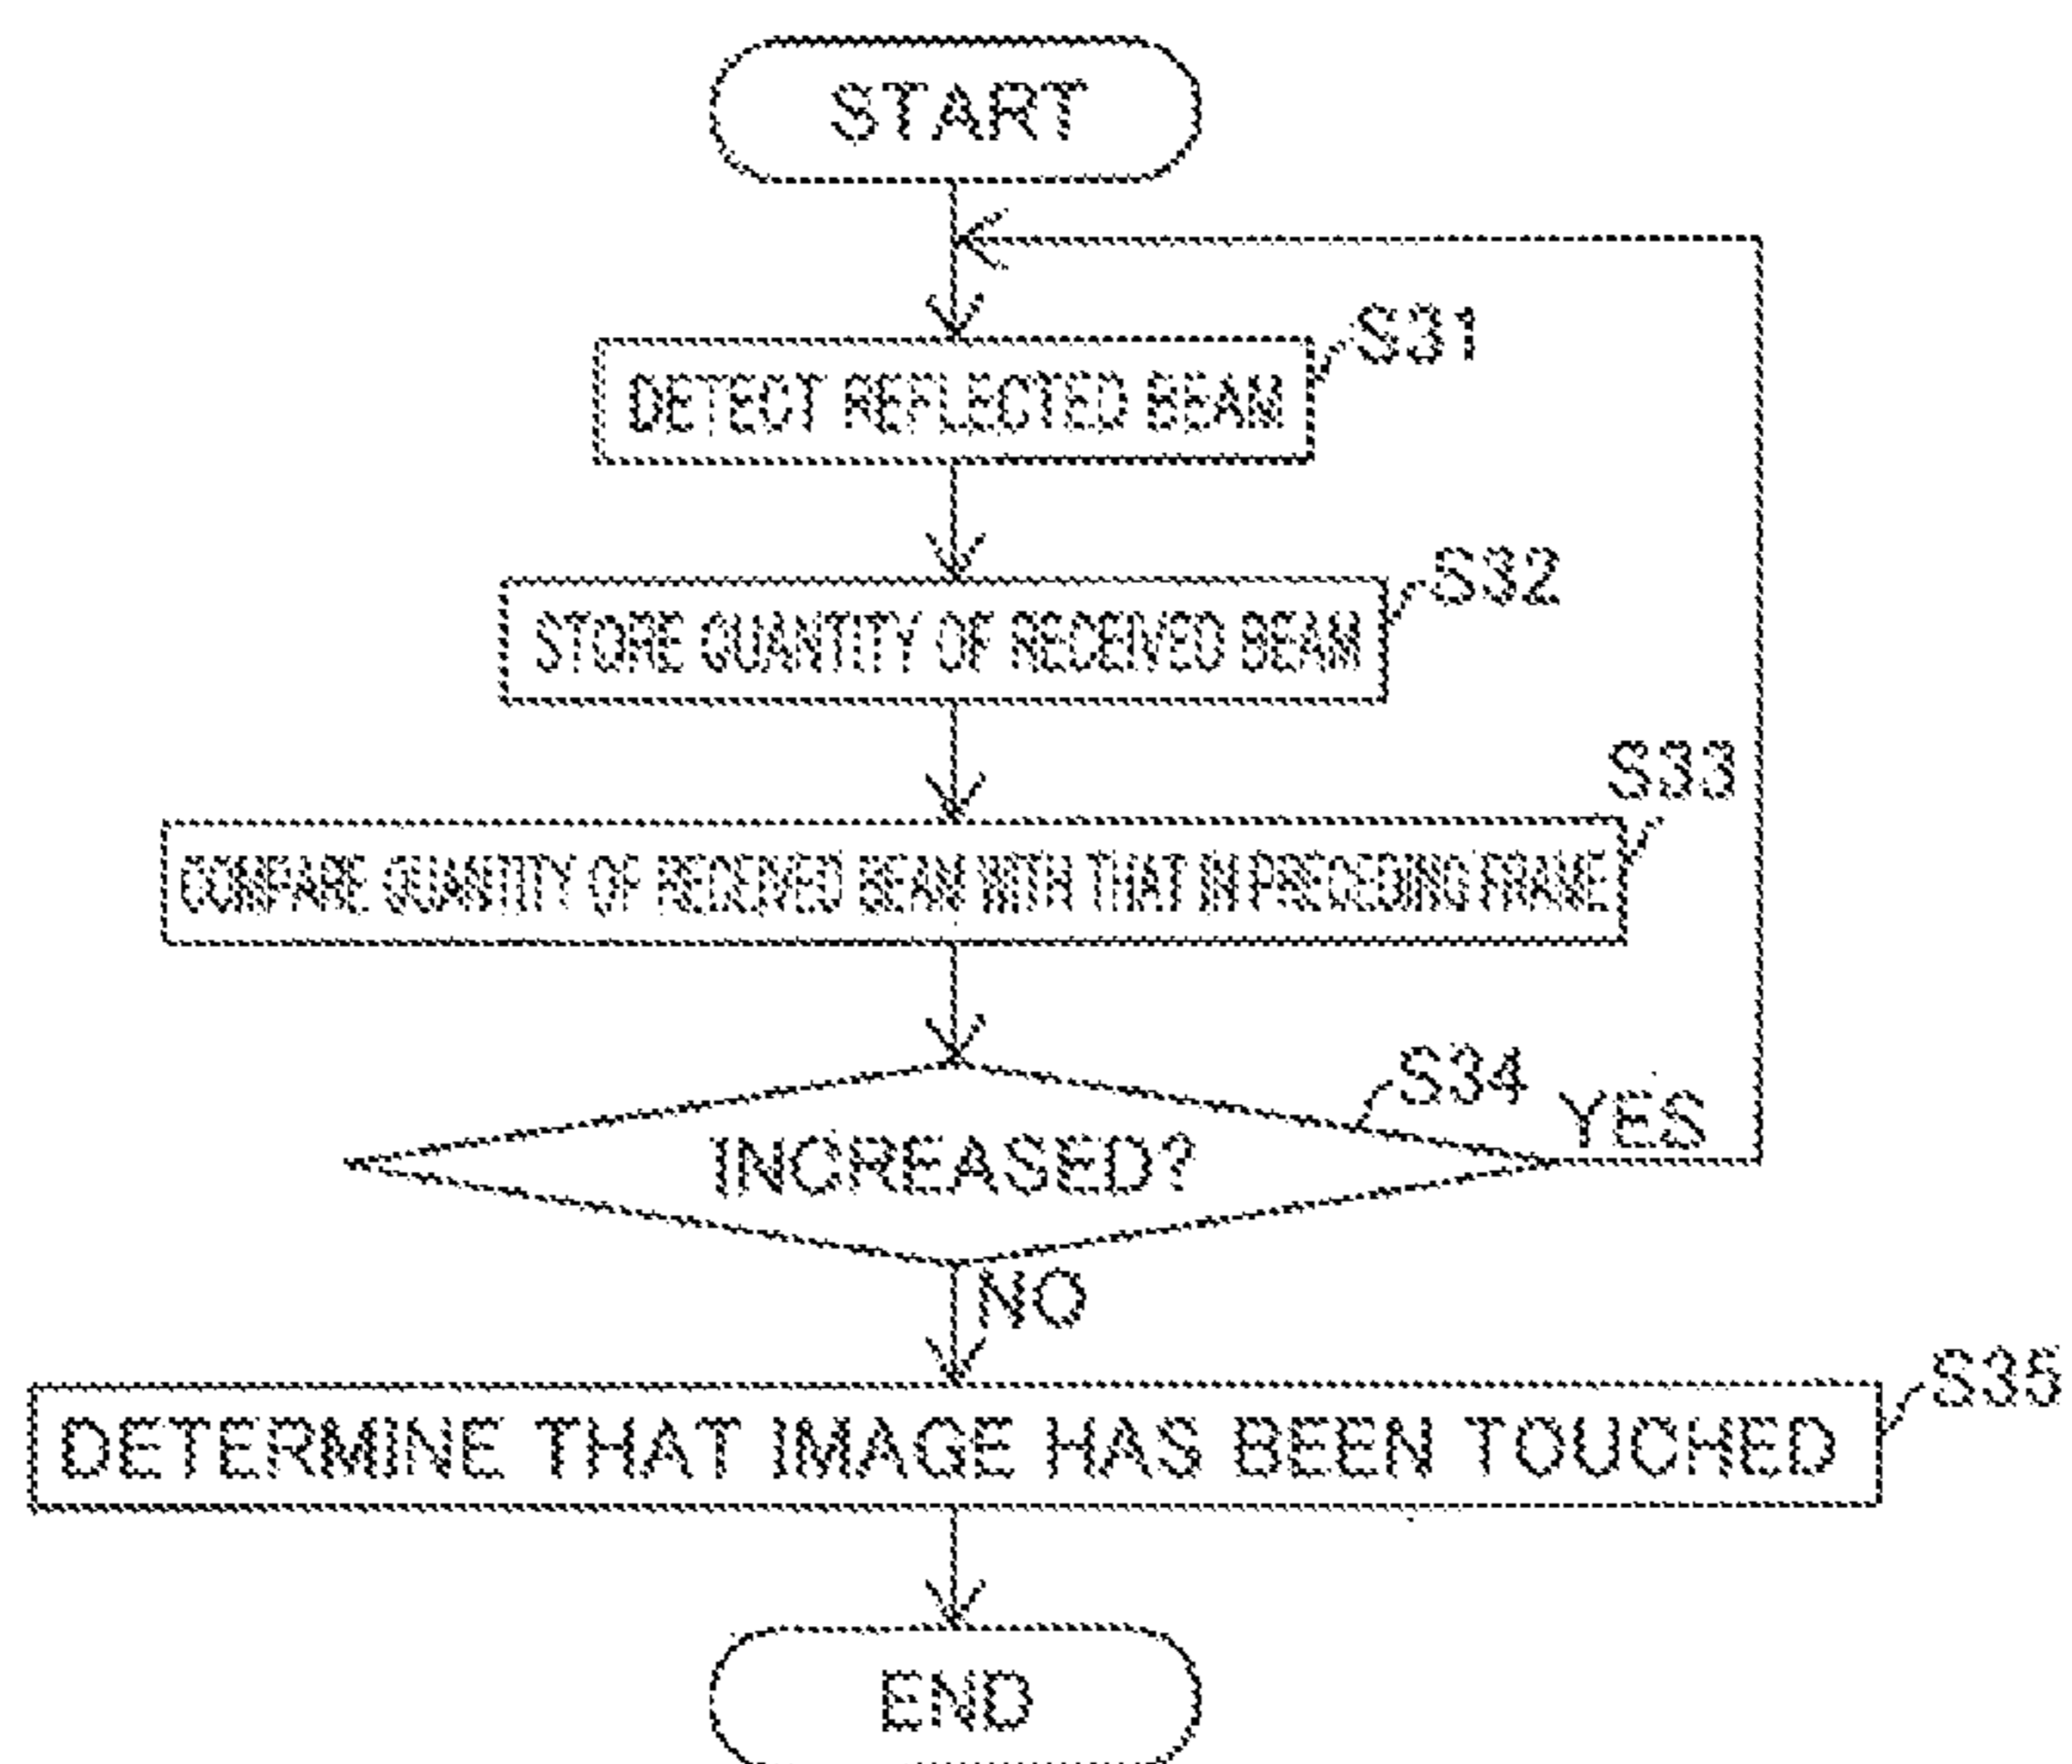 START
S31
DETECT REFLECTED BEAM
S32
STORE QUANTITY OF RECEIVED BEAM
S33
COMPARE QUANTITY OF RECEIVED BEAM WITH THAT IN PRECEDING FRAME
S34
INCREASED?
YES
NO
S35
DETERMINE THAT IMAGE HAS BEEN TOUCHED
END